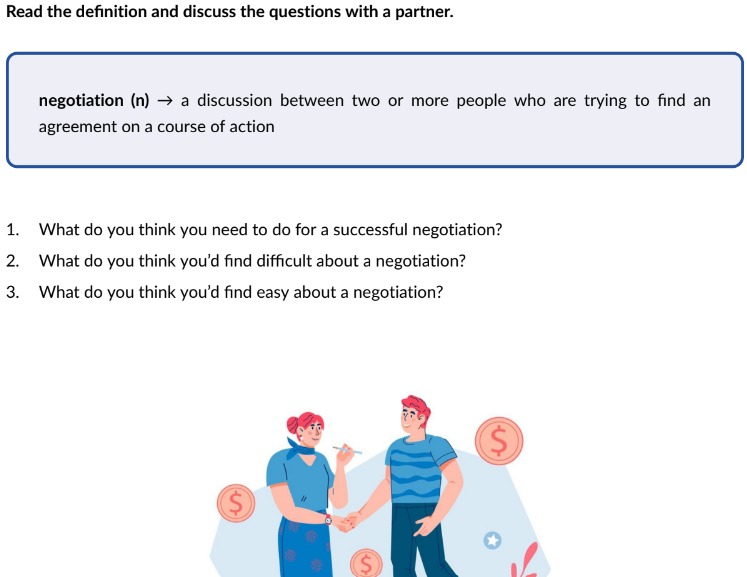 Read the definition and discuss the questions with a partner.
negotiation (n) → a discussion between two or more people who are trying to find an
agreement on a course of action
1. What do you think you need to do for a successful negotiation?
2. What do you think you’d find difficult about a negotiation?
3. What do you think you’d find easy about a negotiation?
$
$
$